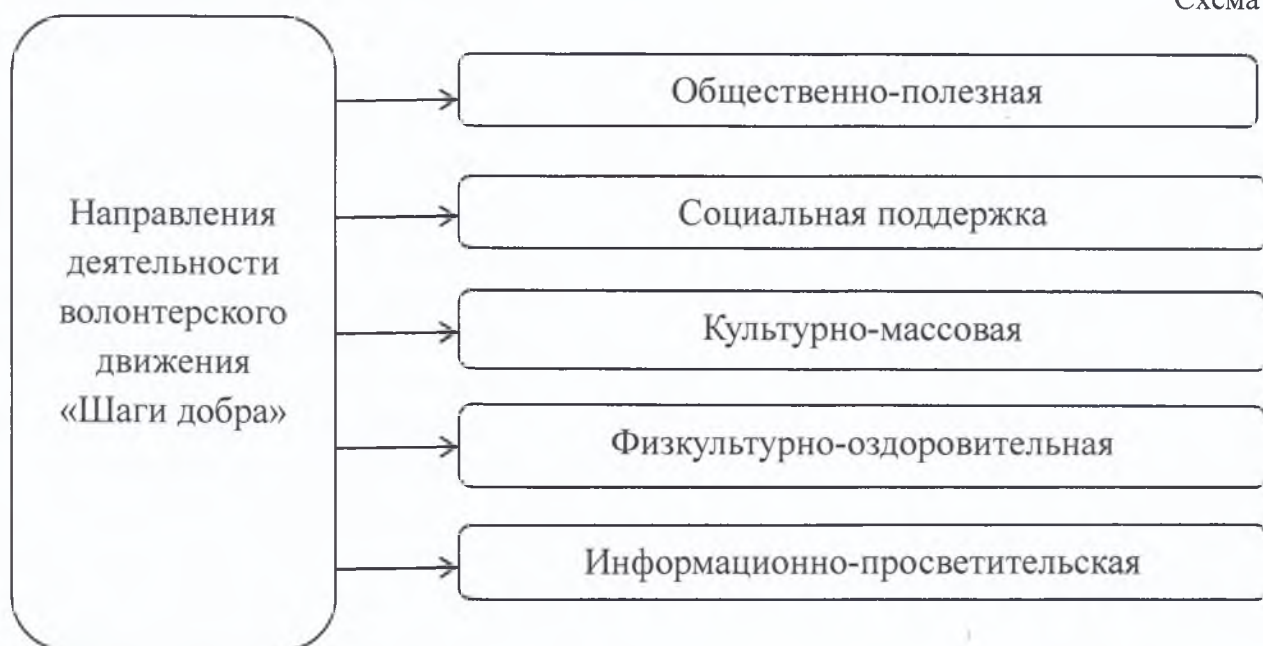 Схема
Направления
деятельности
волонтерского
движения
«Шаги добра»
Общественно-полезная
Социальная поддержка
Культурно-массовая
Физкультурно-оздоровительная
Информационно-просветительская